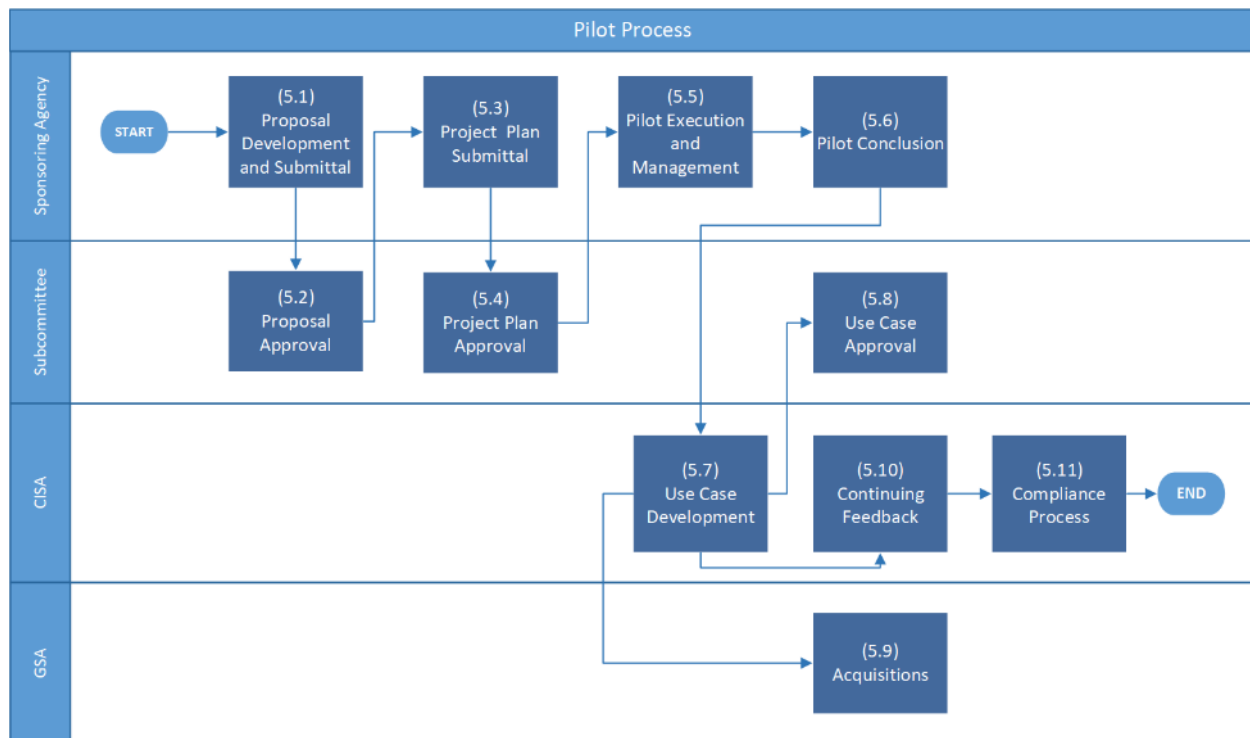 Pilot Process
Sponsoring Agency
START
(5.1)
Proposal
Development
and Submittal
(5.3)
Project Plan
Submittal
(5.5)
Pilot Execution
and
Management
(5.6)
Pilot Conclusion
Subcommittee
(5.2)
Proposal
Approval
(5.4)
Project Plan
Approval
(5.8)
Use Case
Approval
CISA
(5.7)
Use Case
Development
(5.10)
Continuing
Feedback
(5.11)
Compliance
Process
END
GSA
(5.9)
Acquisitions